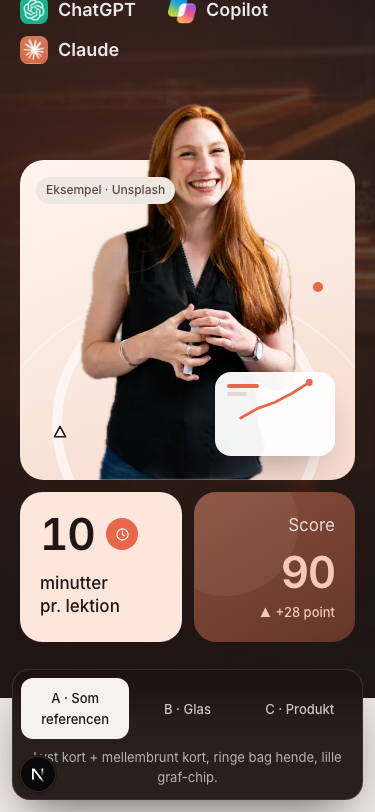 ChatGPT
Copilot
Claude
Eksempel · Unsplash
10
minutter
pr. lektion
Score
90
▲ +28 point
A · Som
referencen
B · Glas
C · Produkt
Lyst kort + mellembrunt kort, ringe bag hende, lille
graf-chip.
N